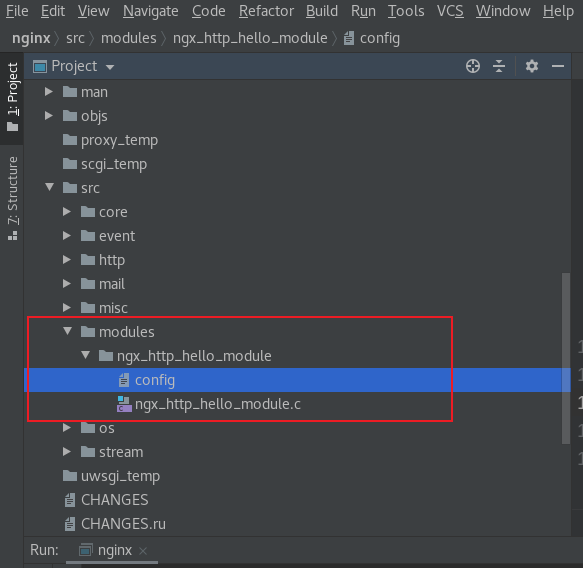 File Edit View Navigate Code Refactor Build Run Tools VCS Window Help
nginx src modules ngx_http_hello_module config
1: Project
7: Structure
Project
man
objs
proxy_temp
scgi_temp
src
core
event
http
mail
misc
modules
ngx_http_hello_module
config
ngx_http_hello_module.c
os
stream
uwsgi_temp
CHANGES
CHANGES.ru
Run: nginx